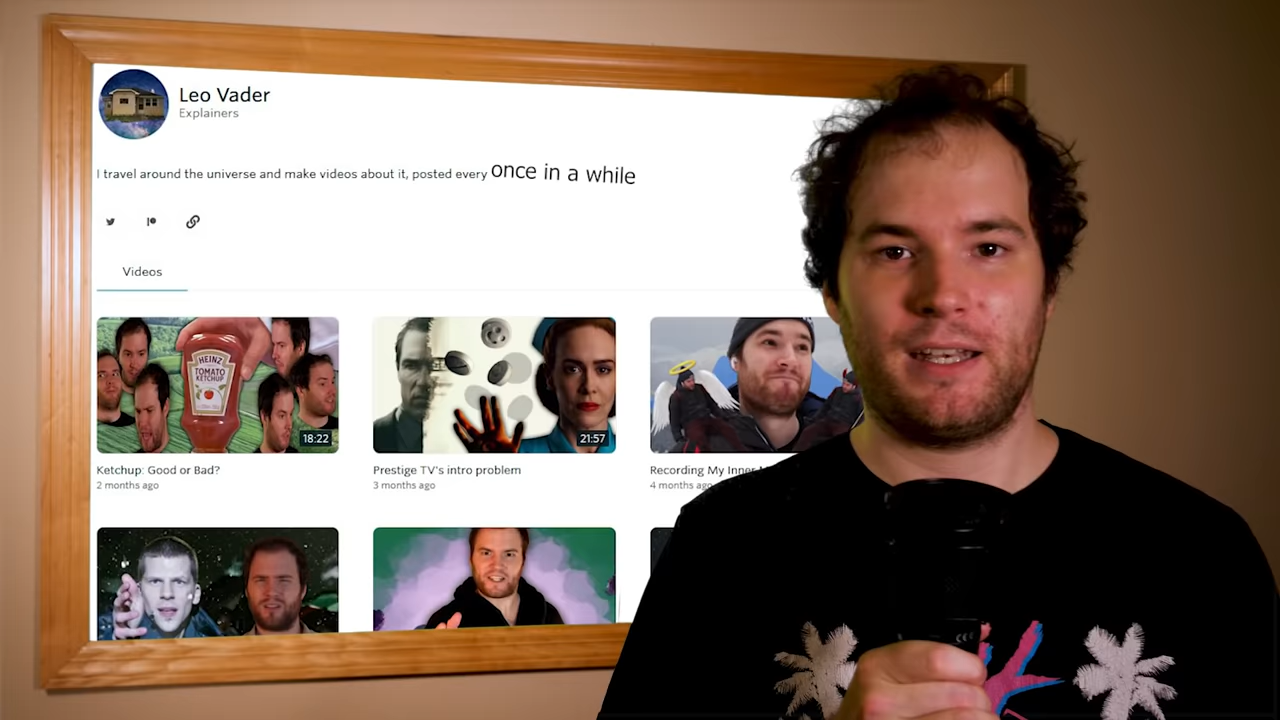 Leo Vader
Explainers
I travel around the universe and make videos about it, posted every once in a while
Videos
HEINZ
TOMATO
KETCHUP
18:22
21:57
Ketchup: Good or Bad?
Prestige TV's intro problem
Recording My Inner
2 months ago
3 months ago
4 months ago